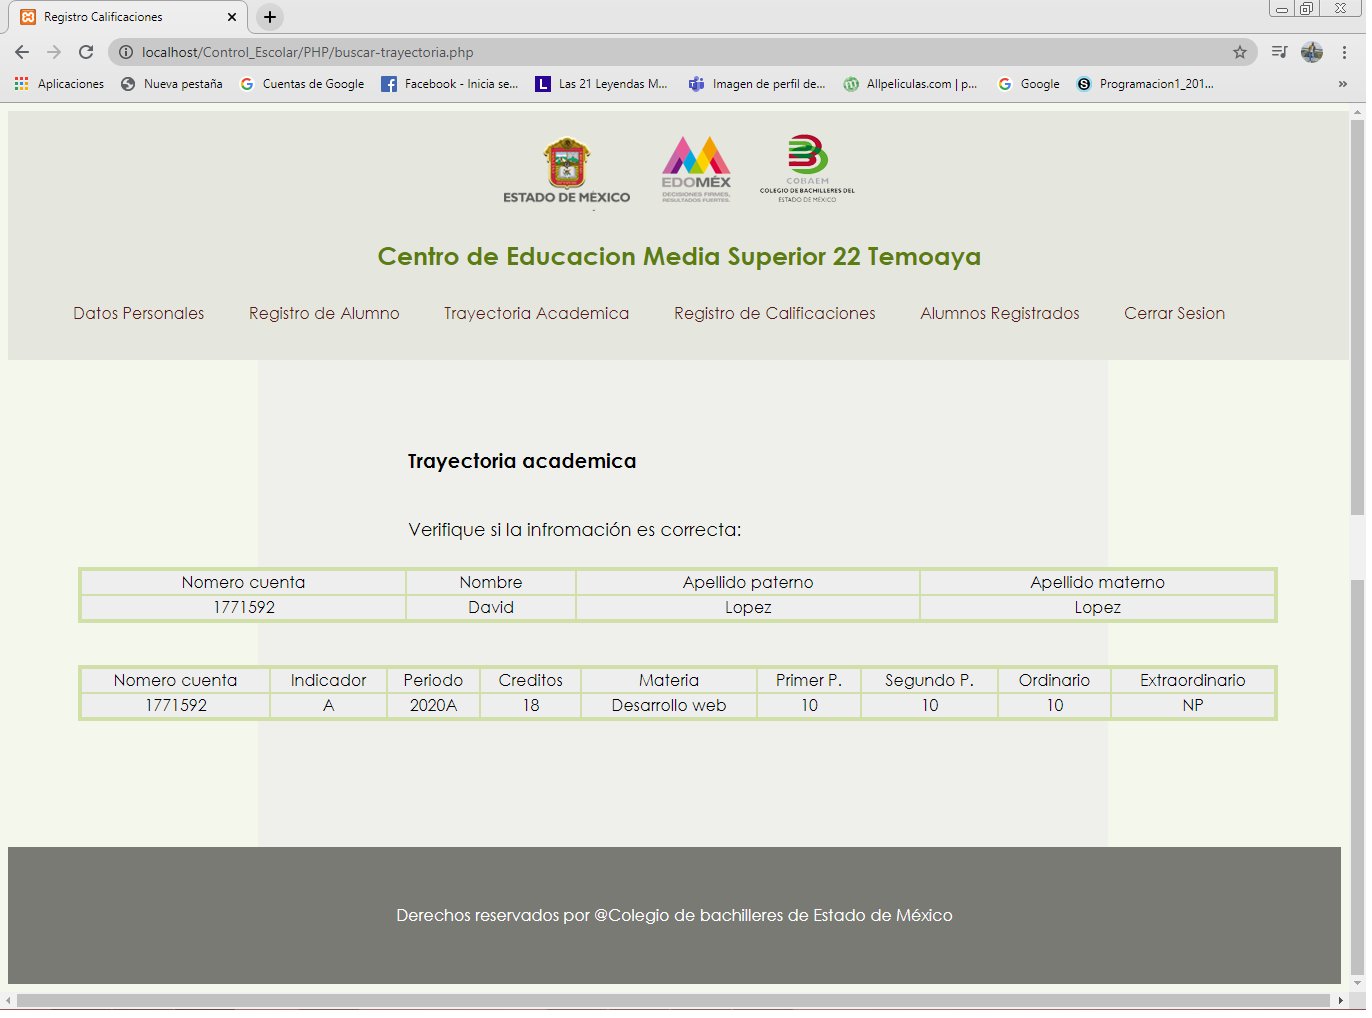 Registro Calificaciones
localhost/Control_Escolar/PHP/buscar-trayectoria.php
Aplicaciones Nueva pestaña Cuentas de Google Facebook - Inicia se... Las 21 Leyendas M... Imagen de perfil de... Allpeliculas.com | p... Google Programacion1_201... »
ESTADO DE MÉXICO
EDOMÉX
DECISIONES FIRMES,
RESULTADOS FUERTES.
COBAEM
COLEGIO DE BACHILLERES DEL
ESTADO DE MÉXICO
Centro de Educacion Media Superior 22 Temoaya
Datos Personales Registro de Alumno Trayectoria Academica Registro de Calificaciones Alumnos Registrados Cerrar Sesion
Trayectoria academica
Verifique si la infromación es correcta:
Nomero cuenta Nombre Apellido paterno Apellido materno
1771592 David Lopez Lopez
Nomero cuenta Indicador Periodo Creditos Materia Primer P. Segundo P. Ordinario Extraordinario
1771592 A 2020A 18 Desarrollo web 10 10 10 NP
Derechos reservados por @Colegio de bachilleres de Estado de México